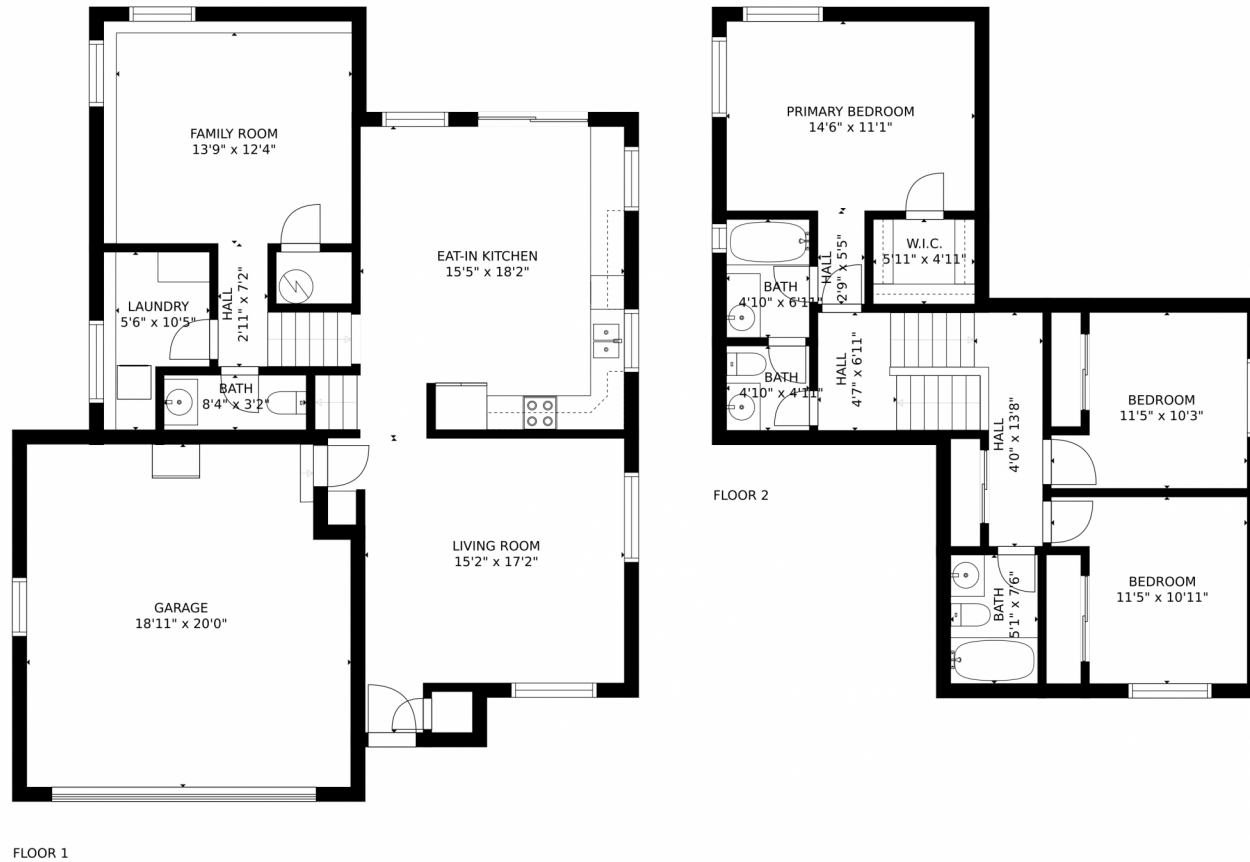 FAMILY ROOM
13'9" x 12'4"
EAT-IN KITCHEN
15'5" x 18'2"
LAUNDRY
5'6" x 10'5"
HALL
2'11" x 7'2"
BATH
8'4" x 3'2"
LIVING ROOM
15'2" x 17'2"
GARAGE
18'11" x 20'0"
FLOOR 1
PRIMARY BEDROOM
14'6" x 11'1"
W.I.C.
5'11" x 4'11"
HALL
2'9" x 5'5"
BATH
4'10" x 6'11"
BATH
4'10" x 4'11"
HALL
4'7" x 6'11"
HALL
4'0" x 13'8"
BEDROOM
11'5" x 10'3"
BEDROOM
11'5" x 10'11"
BATH
5'1" x 7'6"
FLOOR 2